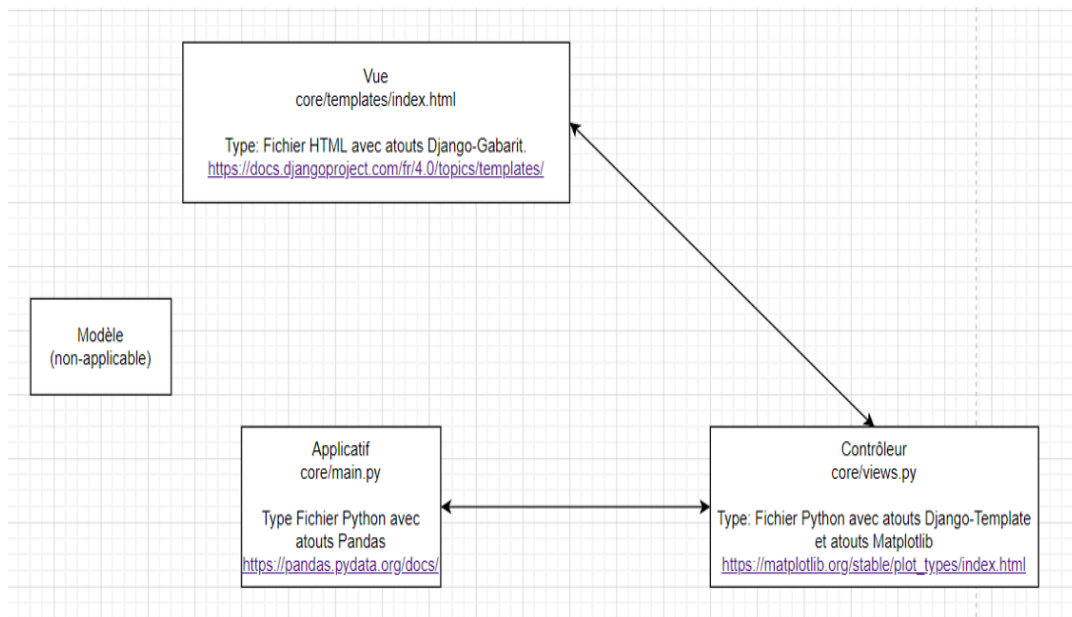 Vue
core/templates/index.html
Type: Fichier HTML avec atouts Django-Gabarit.
https://docs.djangoproject.com/fr/4.0/topics/templates/
Modèle
(non-applicable)
Applicatif
core/main.py
Type Fichier Python avec
atouts Pandas
https://pandas.pydata.org/docs/
Contrôleur
core/views.py
Type: Fichier Python avec atouts Django-Template
et atouts Matplotlib
https://matplotlib.org/stable/plot_types/index.html